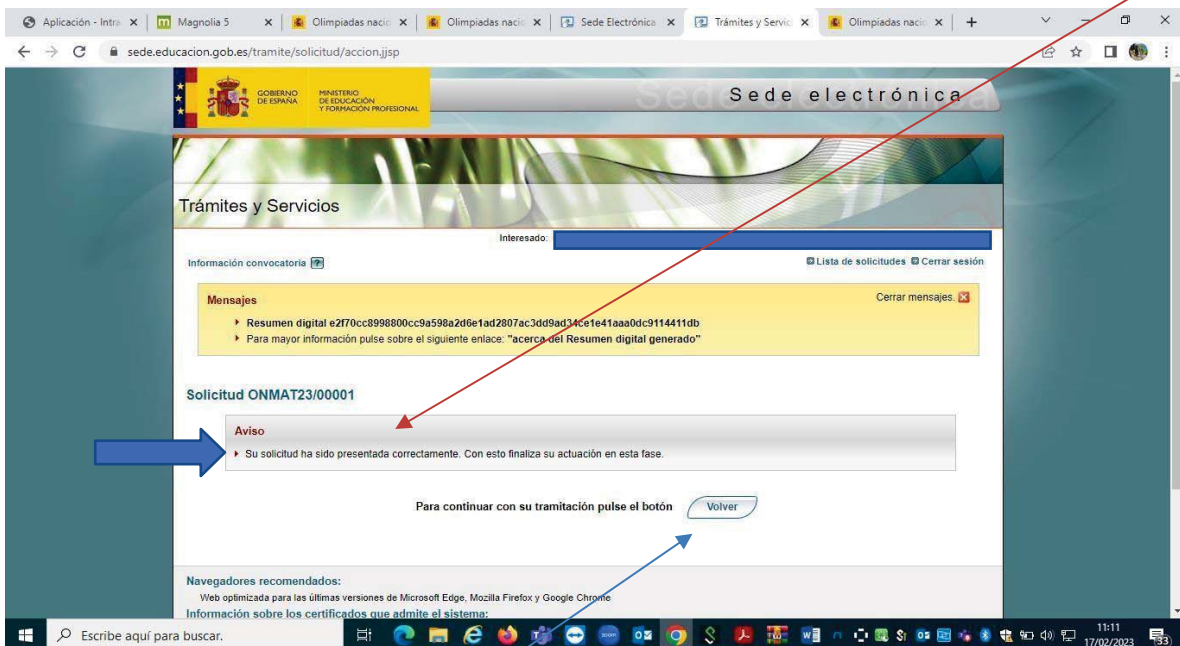 Aplicación - Intra
Magnolia 5
Olimpiadas nacio
Olimpiadas nacio
Sede Electrónica
Trámites y Servic
Olimpiadas nacio
sede.educacion.gob.es/tramite/solicitud/accion.jjsp
GOBIERNO DE ESPAÑA
MINISTERIO DE EDUCACIÓN Y FORMACIÓN PROFESIONAL
Sede electrónica
Trámites y Servicios
Interesado:
Información convocatoria
Lista de solicitudes Cerrar sesión
Mensajes
Cerrar mensajes.
Resumen digital e2f70cc8998800cc9a598a2d6e1ad2807ac3dd9ad34ce1e41aaa0dc9114411db
Para mayor información pulse sobre el siguiente enlace: "acerca del Resumen digital generado"
Solicitud ONMAT23/00001
Aviso
Su solicitud ha sido presentada correctamente. Con esto finaliza su actuación en esta fase.
Para continuar con su tramitación pulse el botón Volver
Navegadores recomendados:
Web optimizada para las últimas versiones de Microsoft Edge, Mozilla Firefox y Google Chrome
Información sobre los certificados que admite el sistema:
Escribe aquí para buscar.
11:11
17/02/2023
33